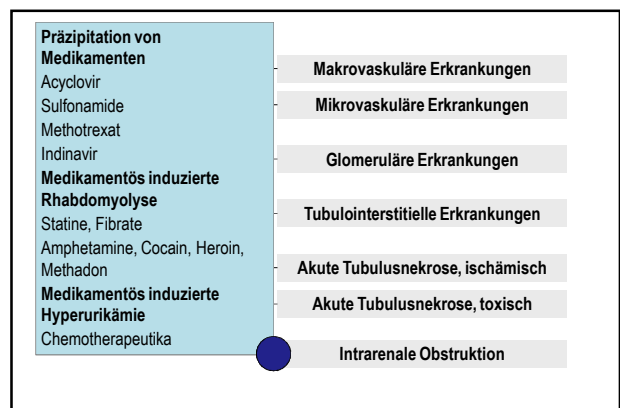 Präzipitation von
Medikamenten
Acyclovir
Sulfonamide
Methotrexat
Indinavir
Medikamentös induzierte
Rhabdomyolyse
Statine, Fibrate
Amphetamine, Cocain, Heroin,
Methadon
Medikamentös induzierte
Hyperurikämie
Chemotherapeutika
Makrovaskuläre Erkrankungen
Mikrovaskuläre Erkrankungen
Glomeruläre Erkrankungen
Tubulointerstitielle Erkrankungen
Akute Tubulusnekrose, ischämisch
Akute Tubulusnekrose, toxisch
Intrarenale Obstruktion